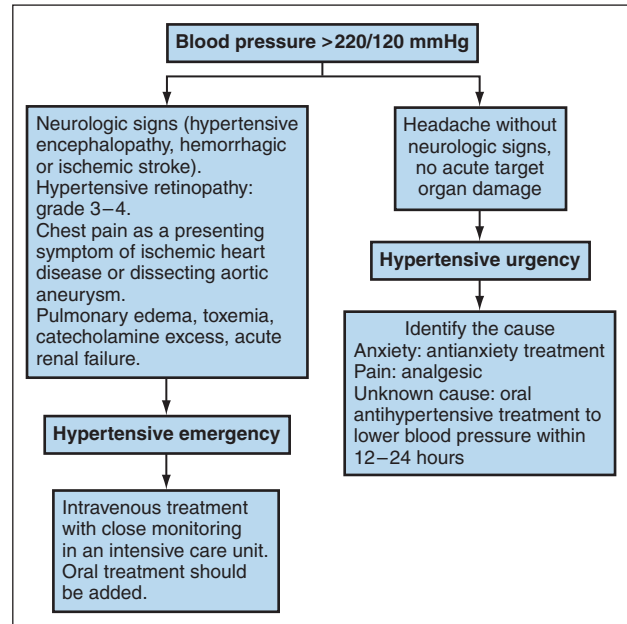 Blood pressure >220/120 mmHg
Neurologic signs (hypertensive
encephalopathy, hemorrhagic
or ischemic stroke).
Hypertensive retinopathy:
grade 3–4.
Chest pain as a presenting
symptom of ischemic heart
disease or dissecting aortic
aneurysm.
Pulmonary edema, toxemia,
catecholamine excess, acute
renal failure.
Hypertensive emergency
Intravenous treatment
with close monitoring
in an intensive care unit.
Oral treatment should
be added.
Headache without
neurologic signs,
no acute target
organ damage
Hypertensive urgency
Identify the cause
Anxiety: antianxiety treatment
Pain: analgesic
Unknown cause: oral
antihypertensive treatment to
lower blood pressure within
12–24 hours